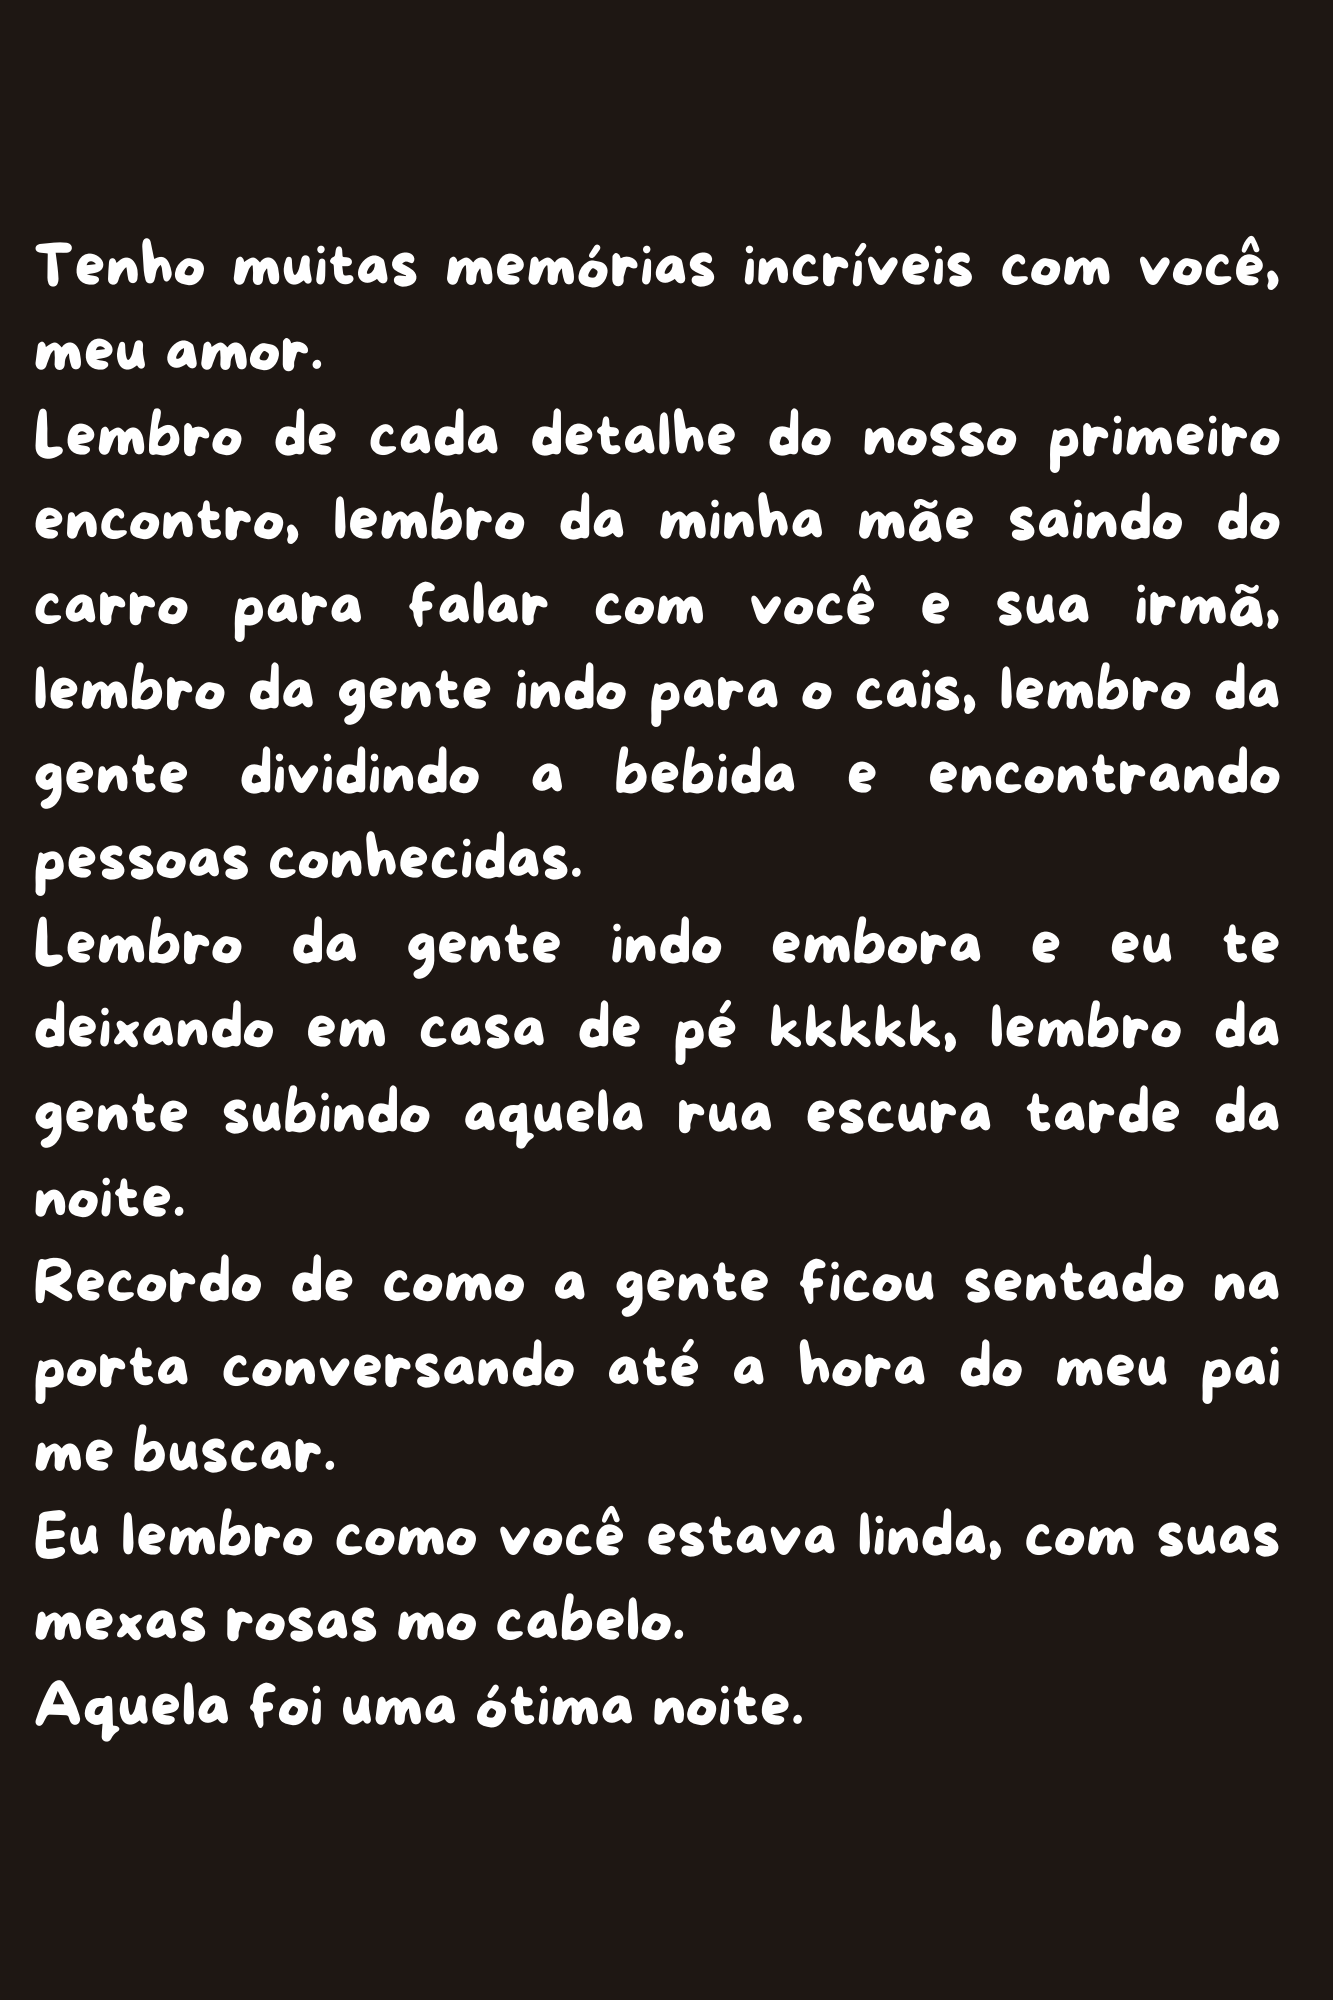 Tenho muitas memórias incríveis com você,
meu amor.
Lembro de cada detalhe do nosso primeiro
encontro, lembro da minha mãe saindo do
carro para falar com você e sua irmã,
lembro da gente indo para o cais, lembro da
gente dividindo a bebida e encontrando
pessoas conhecidas.
Lembro da gente indo embora e eu te
deixando em casa de pé kkkkk, lembro da
gente subindo aquela rua escura tarde da
noite.
Recordo de como a gente ficou sentado na
porta conversando até a hora do meu pai
me buscar.
Eu lembro como você estava linda, com suas
mexas rosas mo cabelo.
Aquela foi uma ótima noite.